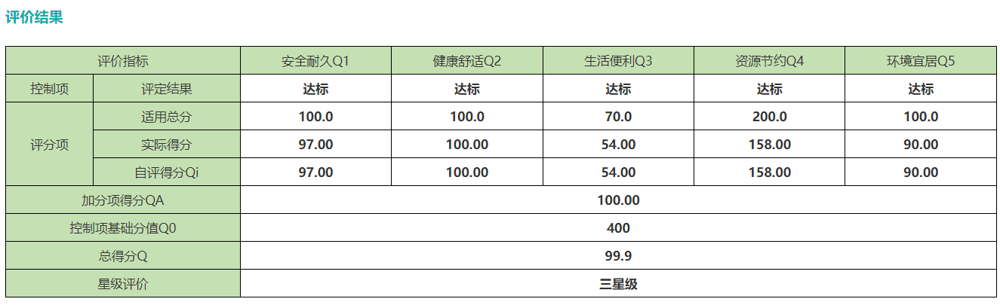 评价结果
评价指标 安全耐久Q1 健康舒适Q2 生活便利Q3 资源节约Q4 环境宜居Q5
控制项 评定结果 达标 达标 达标 达标 达标
评分项 适用总分 100.0 100.0 70.0 200.0 100.0
实际得分 97.00 100.00 54.00 158.00 90.00
自评得分Qi 97.00 100.00 54.00 158.00 90.00
加分项得分QA 100.00
控制项基础分值Q0 400
总得分Q 99.9
星级评价 三星级